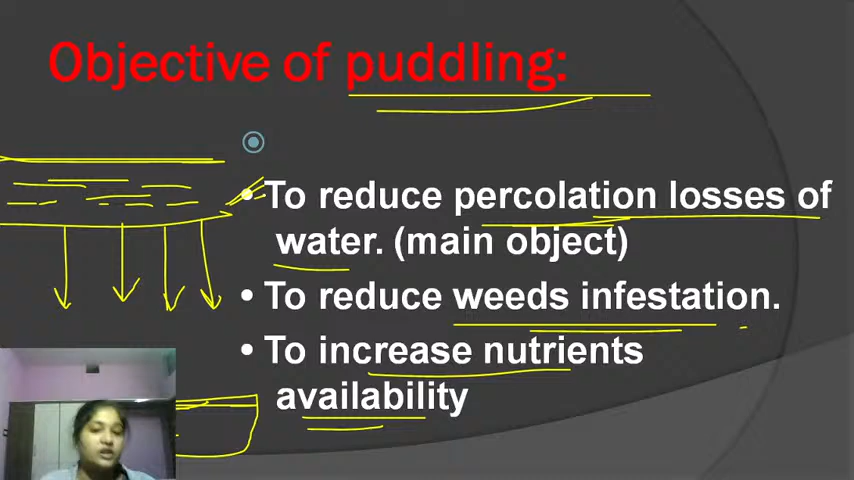 Objective of puddling:
• To reduce percolation losses of
water. (main object)
• To reduce weeds infestation.
• To increase nutrients
availability